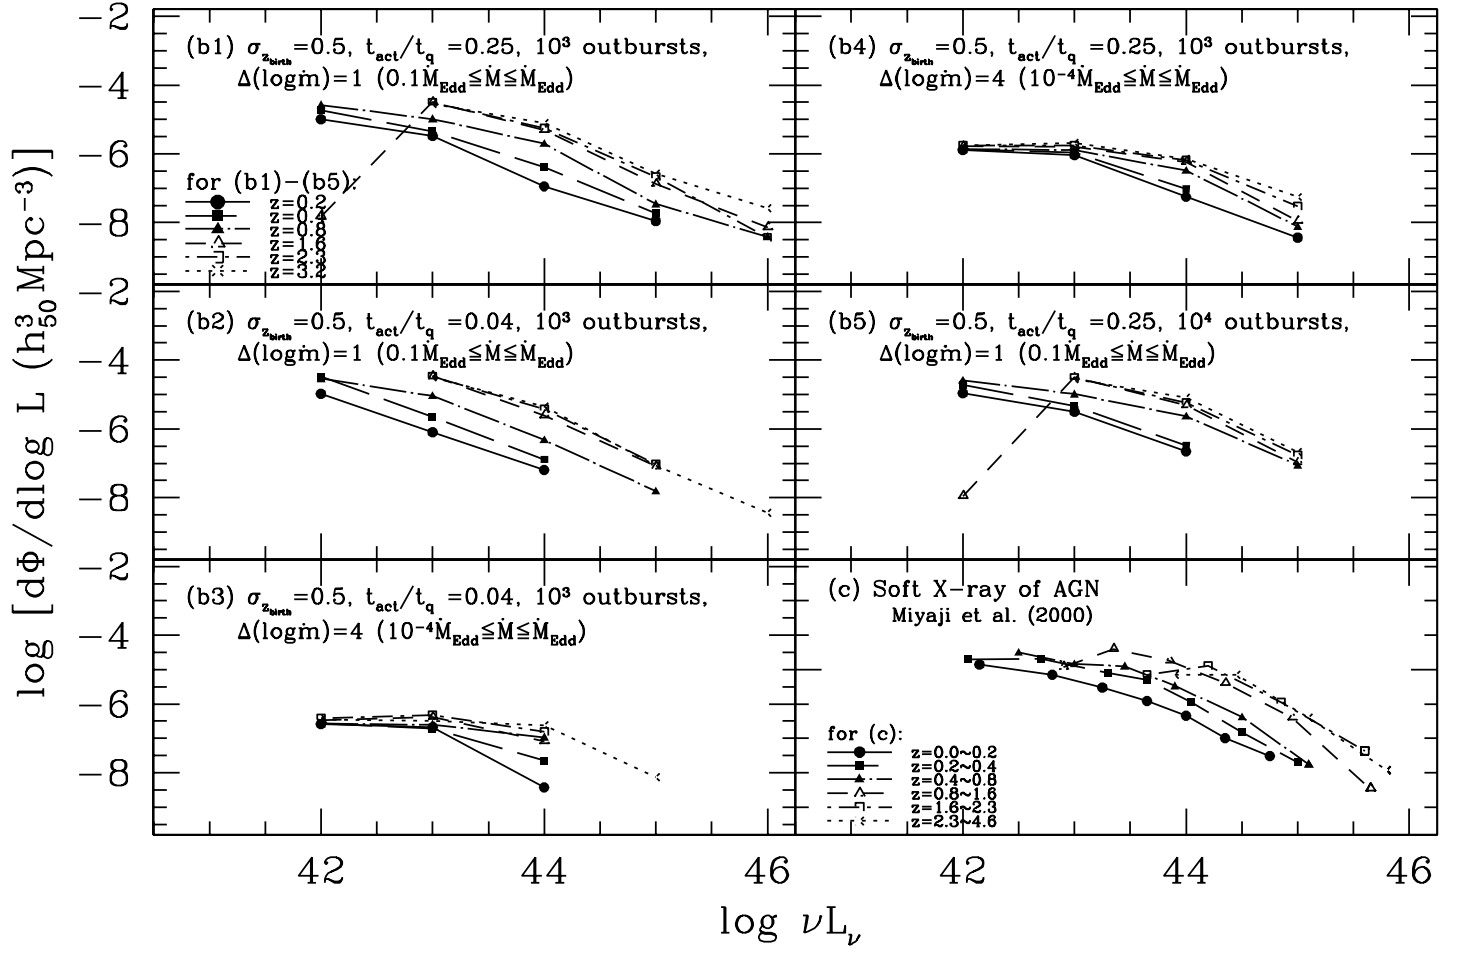 log [dΦ/dlog L (h³₅₀Mpc⁻³)]
−2
−4
−6
−8
(b1) σ_z_birth=0.5, t_act/t_q=0.25, 10³ outbursts,
Δ(logṁ)=1 (0.1Ṁ_Edd≦Ṁ≦Ṁ_Edd)
for (b1)−(b5):
z=0.2
z=0.4
z=0.8
z=1.6
z=2.3
z=3.2
(b4) σ_z_birth=0.5, t_act/t_q=0.25, 10³ outbursts,
Δ(logṁ)=4 (10⁻⁴Ṁ_Edd≦Ṁ≦Ṁ_Edd)
−2
−4
−6
−8
(b2) σ_z_birth=0.5, t_act/t_q=0.04, 10³ outbursts,
Δ(logṁ)=1 (0.1Ṁ_Edd≦Ṁ≦Ṁ_Edd)
(b5) σ_z_birth=0.5, t_act/t_q=0.25, 10⁴ outbursts,
Δ(logṁ)=1 (0.1Ṁ_Edd≦Ṁ≦Ṁ_Edd)
−2
−4
−6
−8
(b3) σ_z_birth=0.5, t_act/t_q=0.04, 10³ outbursts,
Δ(logṁ)=4 (10⁻⁴Ṁ_Edd≦Ṁ≦Ṁ_Edd)
(c) Soft X−ray of AGN
Miyaji et al. (2000)
for (c):
z=0.0~0.2
z=0.2~0.4
z=0.4~0.8
z=0.8~1.6
z=1.6~2.3
z=2.3~4.6
42 44 46 42 44 46
log νL_ν